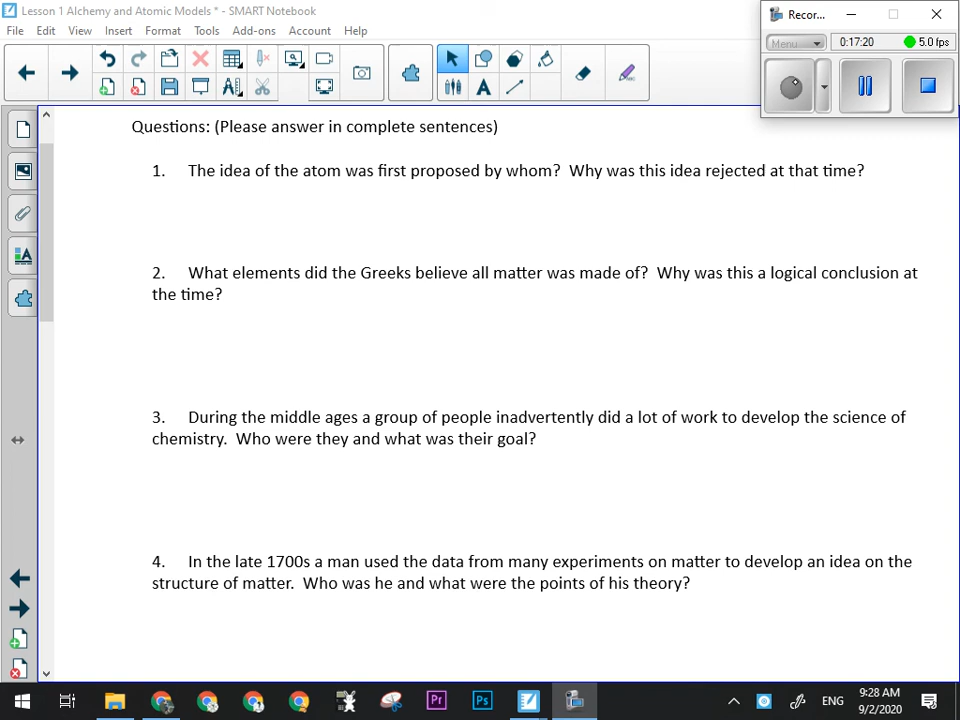 Lesson 1 Alchemy and Atomic Models * - SMART Notebook
Recor...
File Edit View Insert Format Tools Add-ons Account Help
Menu 0:17:20 5.0 fps
Questions: (Please answer in complete sentences)
1. The idea of the atom was first proposed by whom? Why was this idea rejected at that time?
2. What elements did the Greeks believe all matter was made of? Why was this a logical conclusion at
the time?
3. During the middle ages a group of people inadvertently did a lot of work to develop the science of
chemistry. Who were they and what was their goal?
4. In the late 1700s a man used the data from many experiments on matter to develop an idea on the
structure of matter. Who was he and what were the points of his theory?
Pr Ps ENG 9:28 AM
9/2/2020